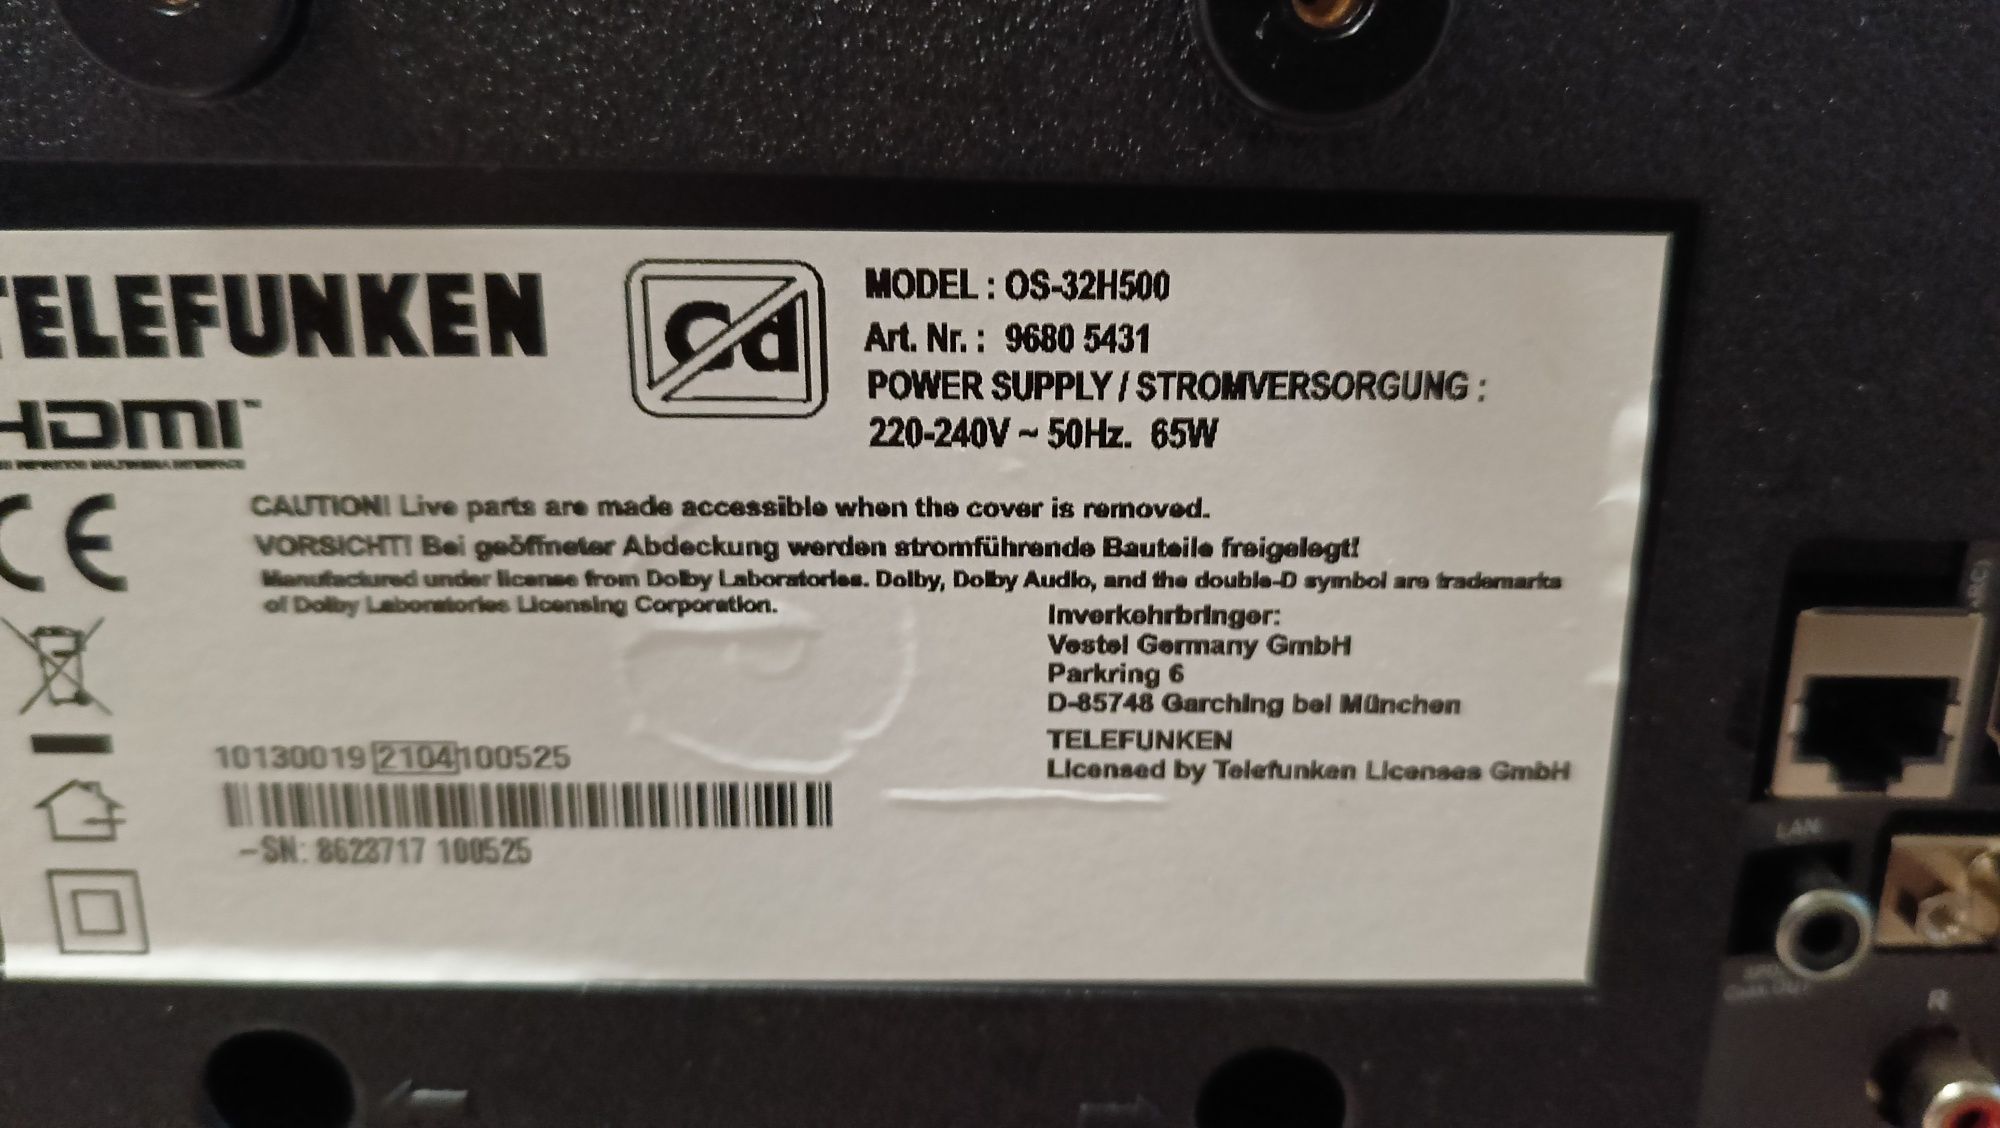 TELEFUNKEN
HDMI™
Cd
MODEL : OS-32H500
Art. Nr. : 9680 5431
POWER SUPPLY / STROMVERSORGUNG :
220-240V ~ 50Hz. 65W
CE
CAUTION! Live parts are made accessible when the cover is removed.
VORSICHT! Bei geöffneter Abdeckung werden stromführende Bauteile freigelegt!
Manufactured under license from Dolby Laboratories. Dolby, Dolby Audio, and the double-D symbol are trademarks
of Dolby Laboratories Licensing Corporation.
Inverkehrbringer:
Vestel Germany GmbH
Parkring 6
D-85748 Garching bei München
TELEFUNKEN
Licensed by Telefunken Licenses GmbH
10130019 2104 100525
SN: 8623717 100525
LAN
R